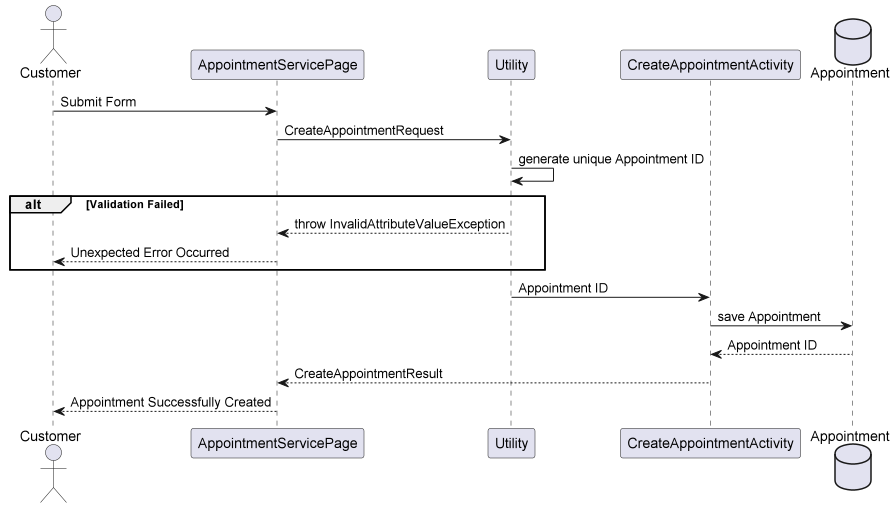 Customer
AppointmentServicePage
Utility
CreateAppointmentActivity
Appointment
Submit Form
CreateAppointmentRequest
generate unique Appointment ID
alt [Validation Failed]
throw InvalidAttributeValueException
Unexpected Error Occurred
Appointment ID
save Appointment
Appointment ID
CreateAppointmentResult
Appointment Successfully Created
Customer
AppointmentServicePage
Utility
CreateAppointmentActivity
Appointment